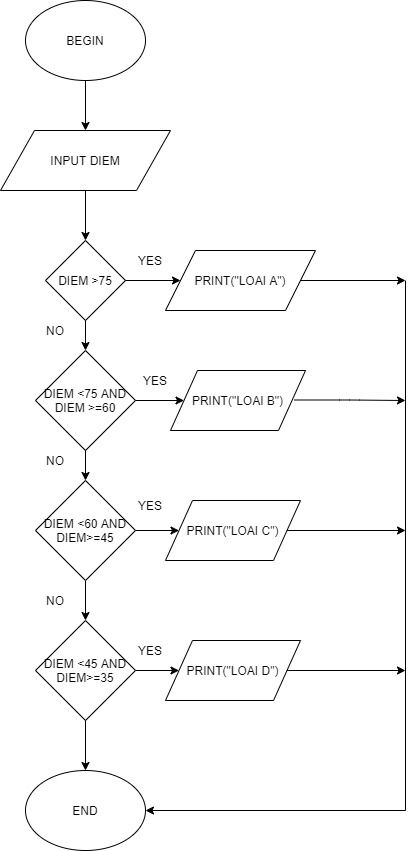 BEGIN
INPUT DIEM
DIEM >75
YES
PRINT("LOAI A")
NO
DIEM <75 AND
DIEM >=60
YES
PRINT("LOAI B")
NO
DIEM <60 AND
DIEM>=45
YES
PRINT("LOAI C")
NO
DIEM <45 AND
DIEM>=35
YES
PRINT("LOAI D")
END